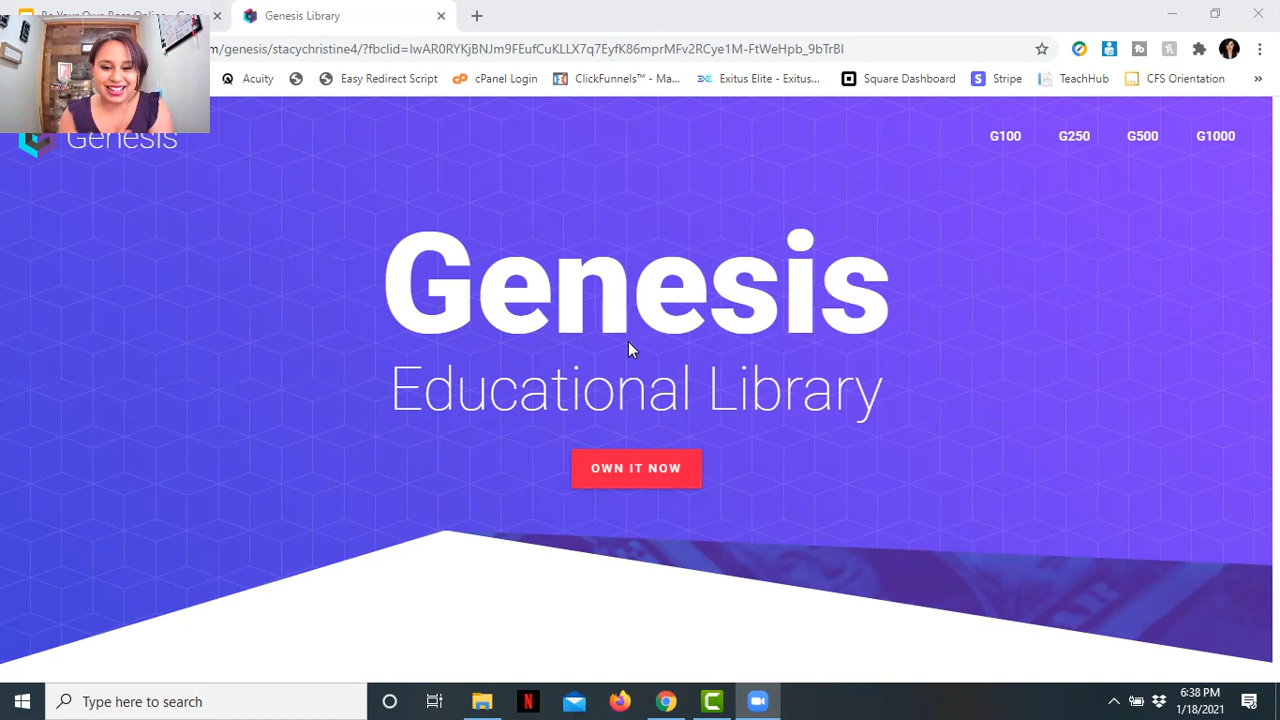 Genesis Library
/genesis/stacychristine4/?fbclid=IwAR0RYKjBNJm9FEufCuKLLX7q7EyfK86mprMFv2RCye1M-FtWeHpb_9bTrBI
Acuity
Easy Redirect Script
cPanel Login
ClickFunnels™ - Ma...
Exitus Elite - Exitus...
Square Dashboard
Stripe
TeachHub
CFS Orientation
Genesis
G100
G250
G500
G1000
Genesis
Educational Library
OWN IT NOW
Type here to search
6:38 PM
1/18/2021